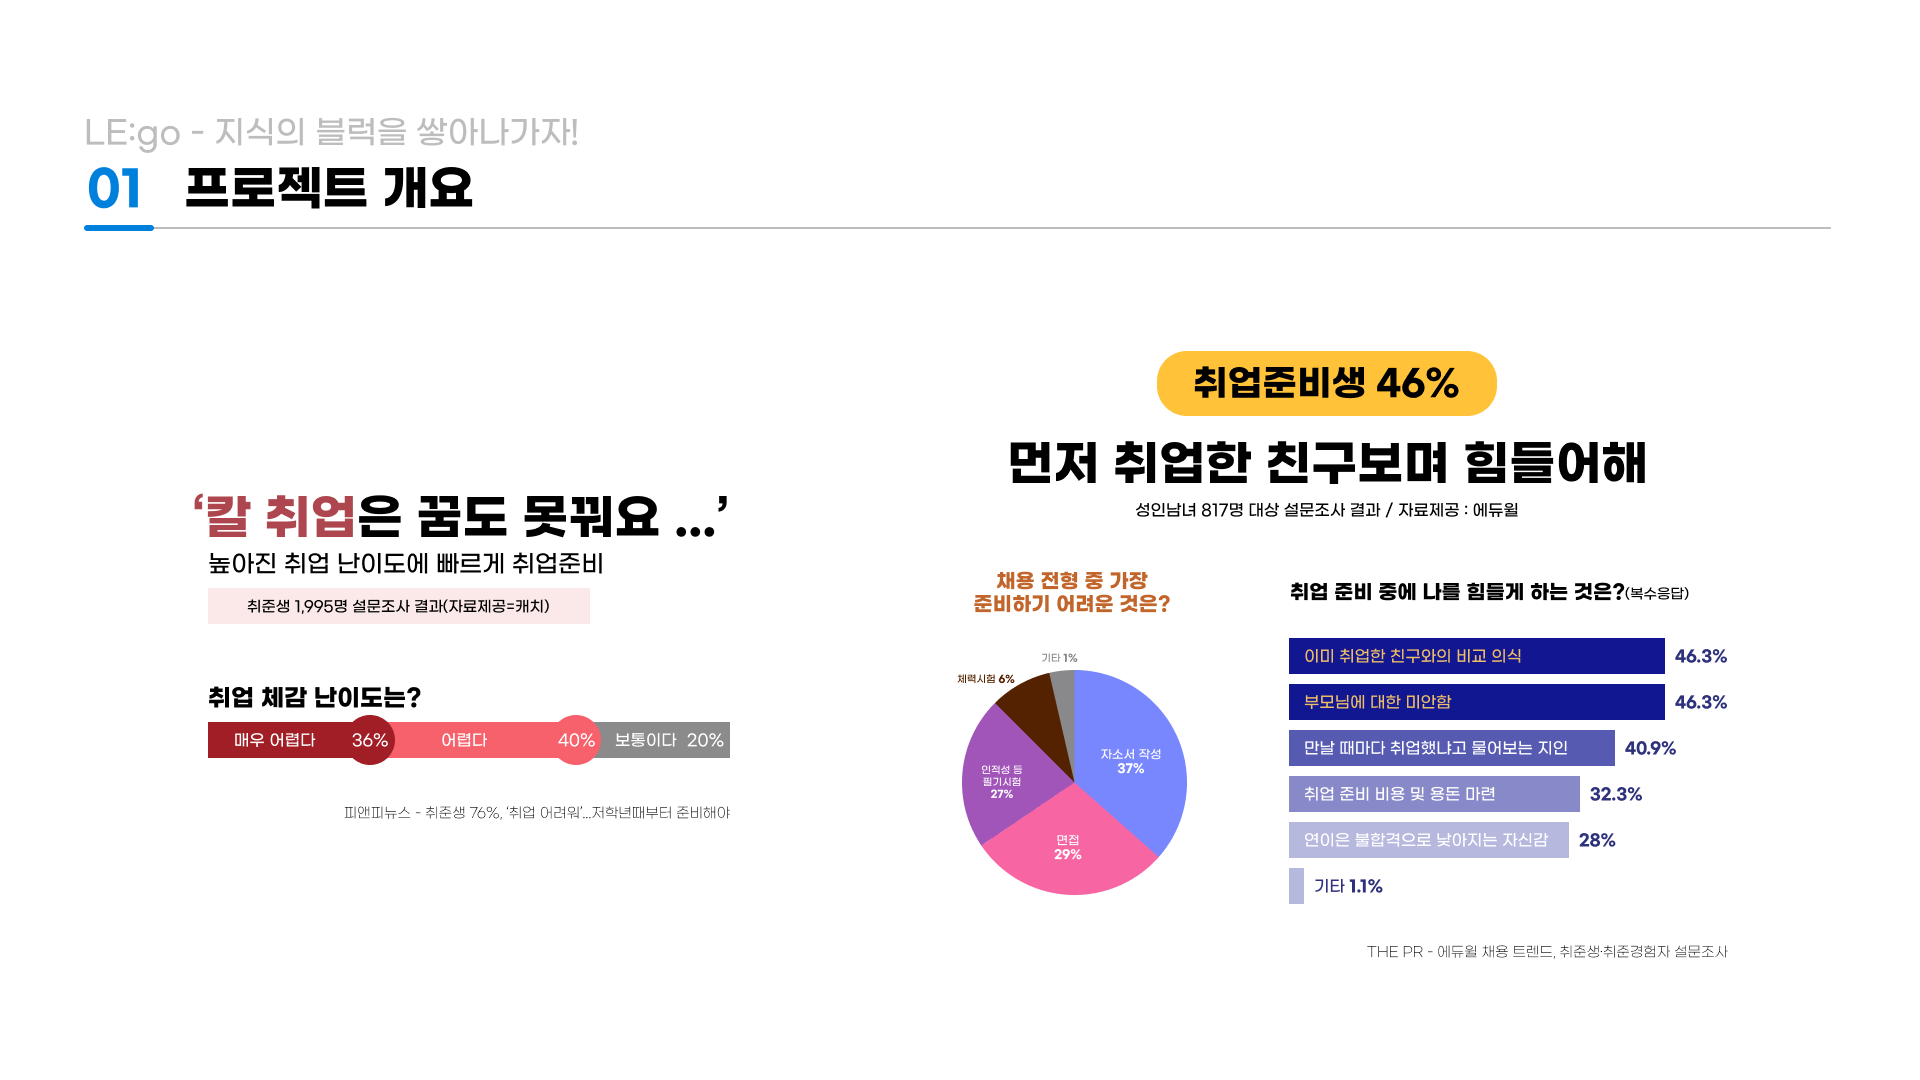 LE:go - 지식의 블럭을 쌓아나가자!
01 프로젝트 개요
‘칼 취업은 꿈도 못꿔요 ...’
높아진 취업 난이도에 빠르게 취업준비
취준생 1,995명 설문조사 결과(자료제공=캐치)
취업 체감 난이도는?
매우 어렵다 36% 어렵다 40% 보통이다 20%
피앤피뉴스 - 취준생 76%, ‘취업 어려워’...저학년때부터 준비해야
취업준비생 46%
먼저 취업한 친구보며 힘들어해
성인남녀 817명 대상 설문조사 결과 / 자료제공 : 에듀윌
채용 전형 중 가장
준비하기 어려운 것은?
기타 1%
체력시험 6%
자소서 작성
37%
인적성 등
필기시험
27%
면접
29%
취업 준비 중에 나를 힘들게 하는 것은?(복수응답)
이미 취업한 친구와의 비교 의식 46.3%
부모님에 대한 미안함 46.3%
만날 때마다 취업했냐고 물어보는 지인 40.9%
취업 준비 비용 및 용돈 마련 32.3%
연이은 불합격으로 낮아지는 자신감 28%
기타 1.1%
THE PR - 에듀윌 채용 트렌드, 취준생·취준경험자 설문조사